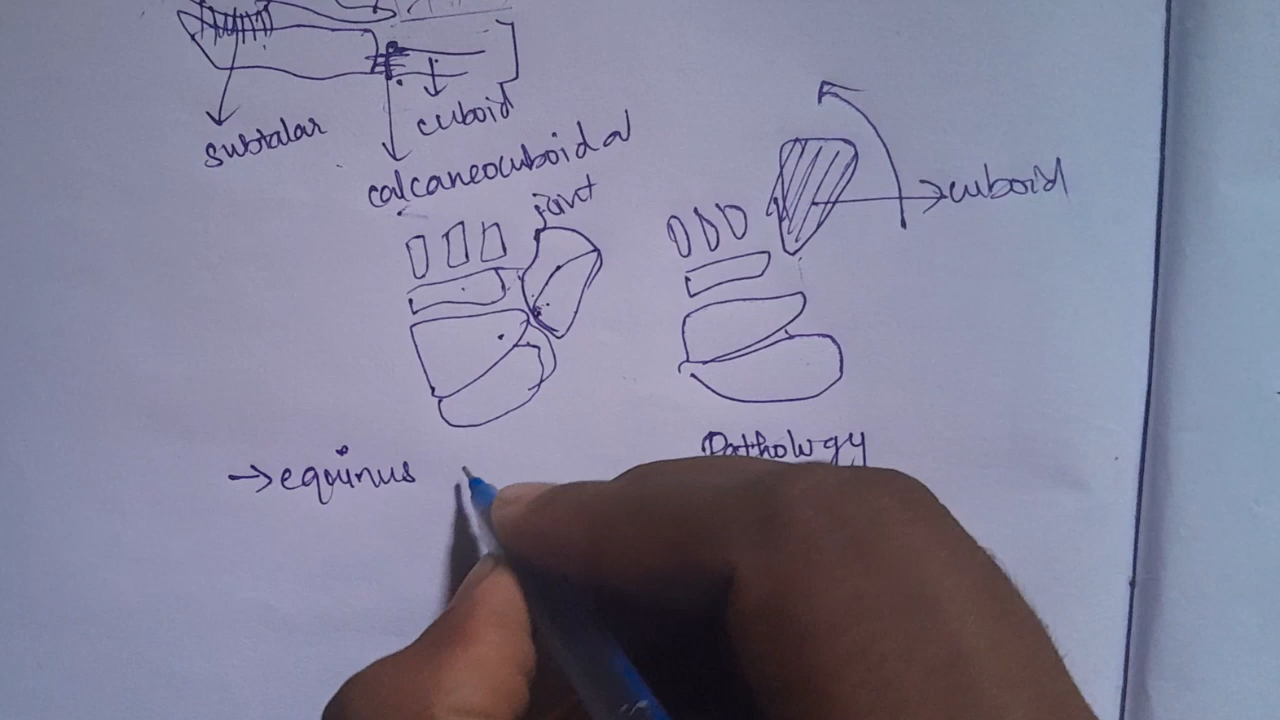 subtalar
cuboid
calcaneocuboidal
joint
cuboid
Pathology
→equinus